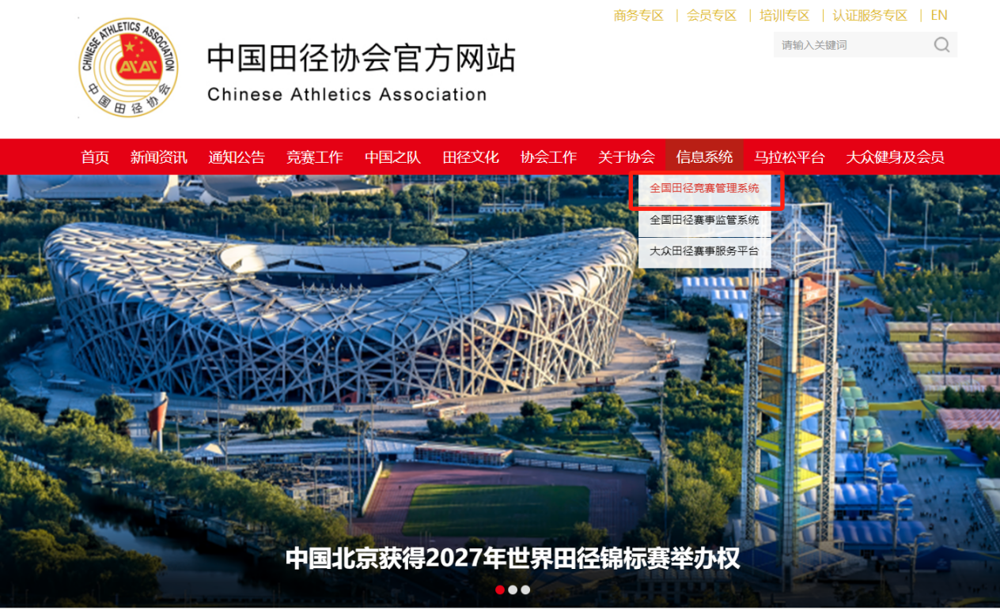 商务专区 | 会员专区 | 培训专区 | 认证服务专区 | EN
请输入关键词
CHINESE ATHLETICS ASSOCIATION
中国田径协会
中国田径协会官方网站
Chinese Athletics Association
首页 新闻资讯 通知公告 竞赛工作 中国之队 田径文化 协会工作 关于协会 信息系统 马拉松平台 大众健身及会员
全国田径竞赛管理系统
全国田径赛事监管系统
大众田径赛事服务平台
中国北京获得2027年世界田径锦标赛举办权